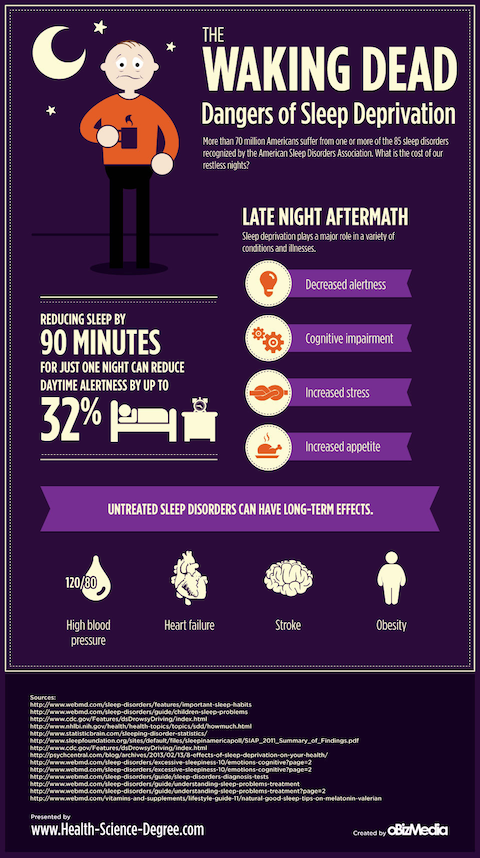 THE
WAKING DEAD
Dangers of Sleep Deprivation
More than 70 million Americans suffer from one or more of the 85 sleep disorders
recognized by the American Sleep Disorders Association. What is the cost of our
restless nights?
LATE NIGHT AFTERMATH
Sleep deprivation plays a major role in a variety of
conditions and illnesses.
Decreased alertness
Cognitive impairment
Increased stress
Increased appetite
REDUCING SLEEP BY
90 MINUTES
FOR JUST ONE NIGHT CAN REDUCE
DAYTIME ALERTNESS BY UP TO
32%
UNTREATED SLEEP DISORDERS CAN HAVE LONG-TERM EFFECTS.
120/80
High blood
pressure
Heart failure
Stroke
Obesity
Sources:
http://www.webmd.com/sleep-disorders/features/important-sleep-habits
http://www.webmd.com/sleep-disorders/guide/children-sleep-problems
http://www.cdc.gov/Features/dsDrowsyDriving/index.html
http://www.nhlbi.nih.gov/health/health-topics/topics/sdd/howmuch.html
http://www.statisticbrain.com/sleeping-disorder-statistics/
http://www.sleepfoundation.org/sites/default/files/sleepinamericapoll/SIAP_2011_Summary_of_Findings.pdf
http://www.cdc.gov/Features/dsDrowsyDriving/index.html
http://psychcentral.com/blog/archives/2013/02/13/8-effects-of-sleep-deprivation-on-your-health/
http://www.webmd.com/sleep-disorders/excessive-sleepiness-10/emotions-cognitive?page=2
http://www.webmd.com/sleep-disorders/excessive-sleepiness-10/emotions-cognitive?page=2
http://www.webmd.com/sleep-disorders/guide/sleep-disorders-diagnosis-tests
http://www.webmd.com/sleep-disorders/guide/understanding-sleep-problems-treatment
http://www.webmd.com/sleep-disorders/guide/understanding-sleep-problems-treatment?page=2
http://www.webmd.com/vitamins-and-supplements/lifestyle-guide-11/natural-good-sleep-tips-on-melatonin-valerian
Presented by
www.Health-Science-Degree.com
Created by oBizMedia